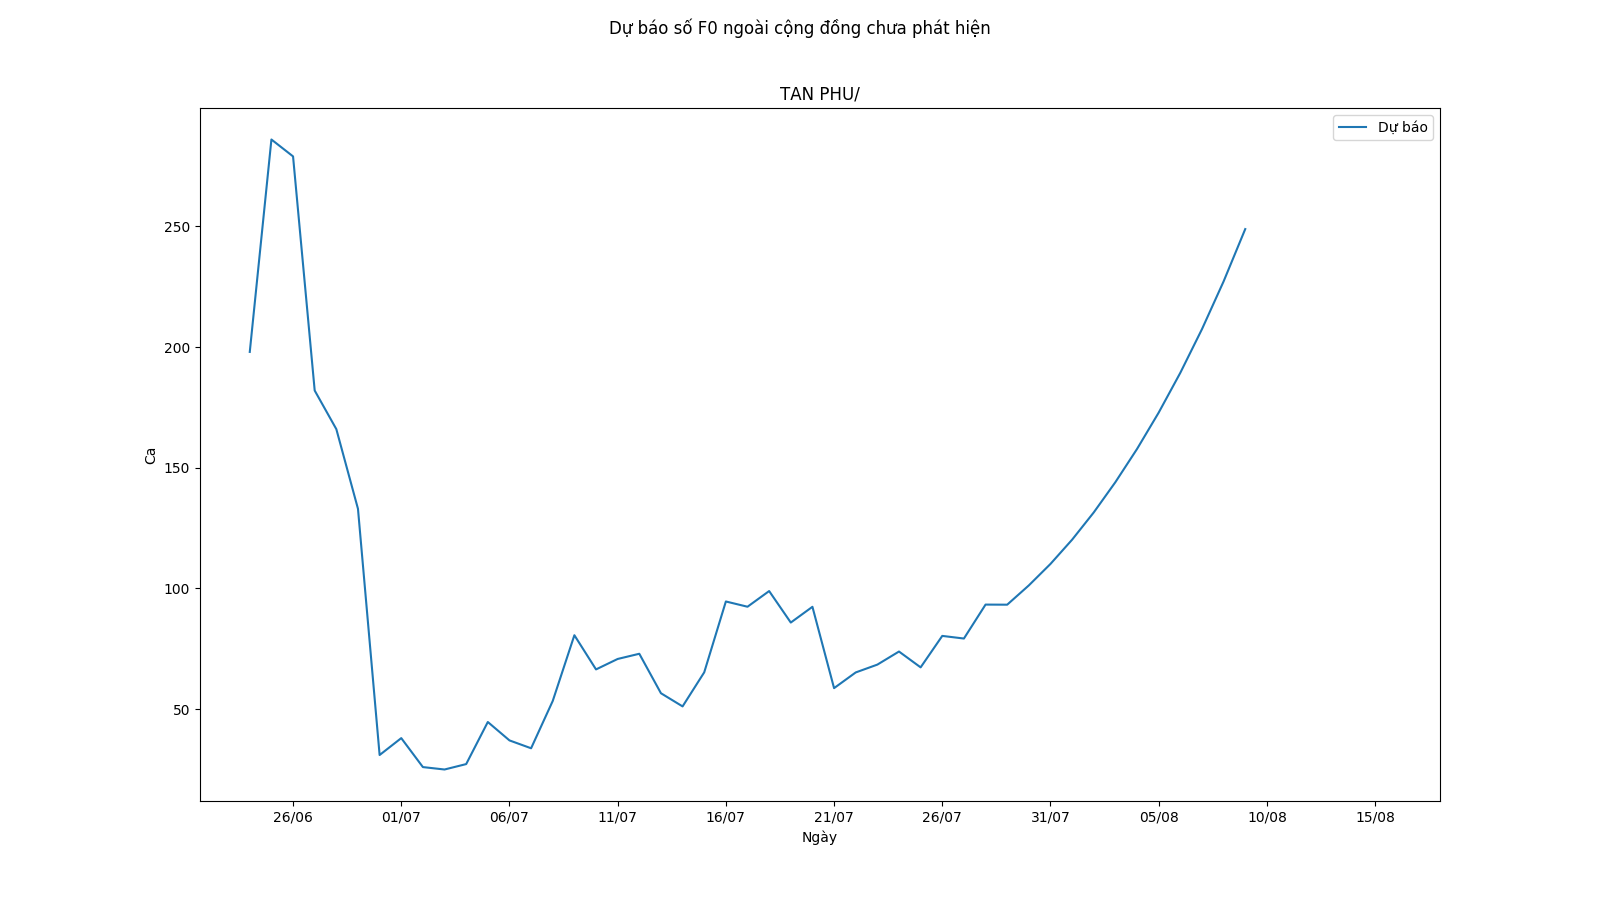 Dự báo số F0 ngoài cộng đồng chưa phát hiện
TAN PHU/
Dự báo
250
200
150
100
50
Ca
26/06 01/07 06/07 11/07 16/07 21/07 26/07 31/07 05/08 10/08 15/08
Ngày